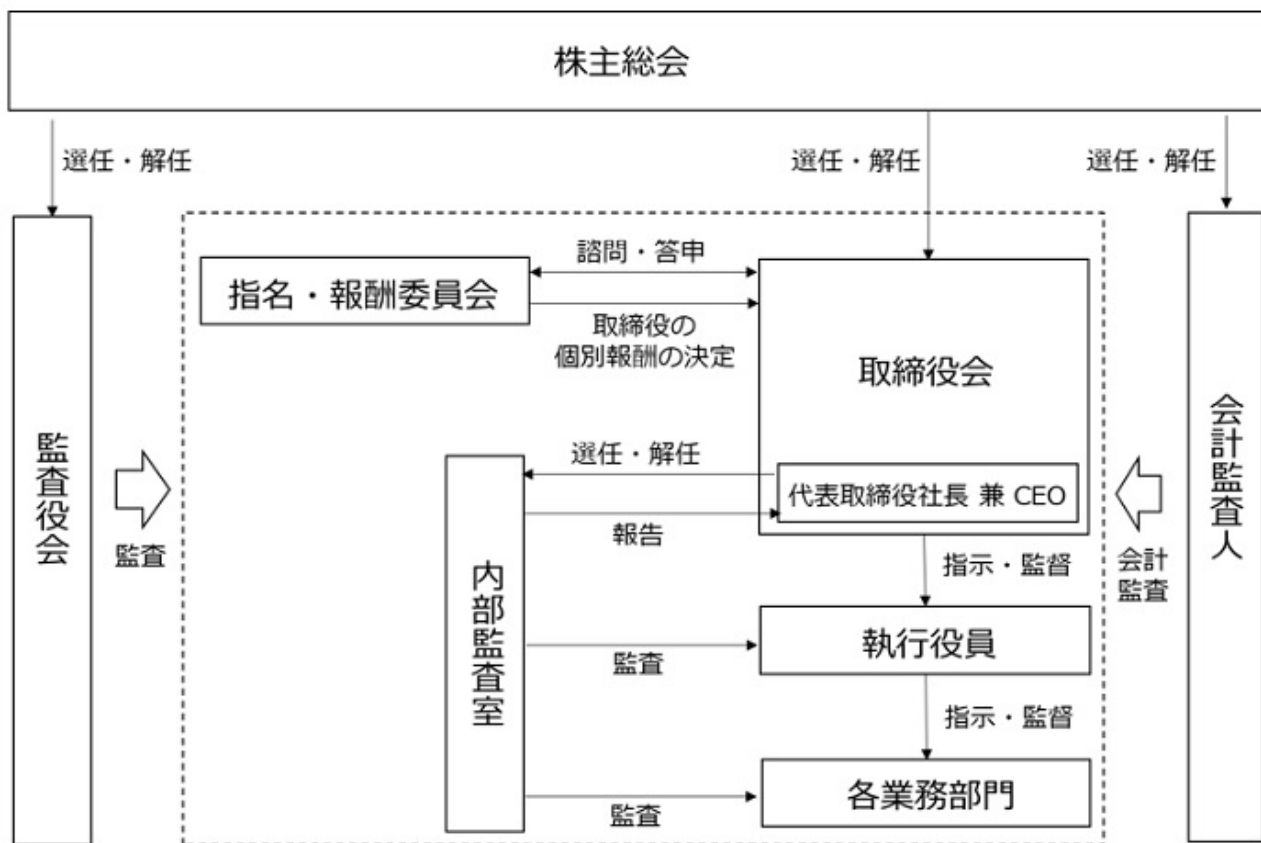 株主総会
選任・解任
選任・解任
選任・解任
諮問・答申
指名・報酬委員会
取締役の
個別報酬の決定
取締役会
監査役会
監査
選任・解任
代表取締役社長 兼 CEO
報告
会計監査人
会計
監査
指示・監督
内部監査室
執行役員
監査
指示・監督
各業務部門
監査